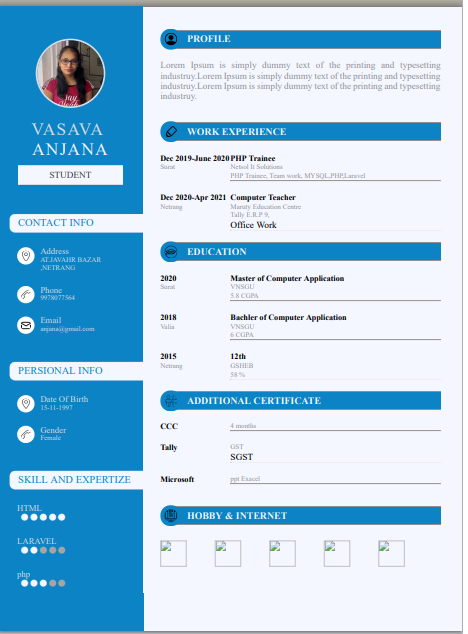 VASAVA
ANJANA
STUDENT
CONTACT INFO
Address
AT.JAVAHR BAZAR
,NETRANG
Phone
9978077564
Email
anjana@gmail.com
PERSIONAL INFO
Date Of Birth
15-11-1997
Gender
Female
SKILL AND EXPERTIZE
HTML
LARAVEL
php
PROFILE
Lorem Ipsum is simply dummy text of the printing and typesetting
industruy.Lorem Ipsum is simply dummy text of the printing and typesetting
industruy.Lorem Ipsum is simply dummy text of the printing and typesetting
industruy.
WORK EXPERIENCE
Dec 2019-June 2020 PHP Trainee
Surat Netsol It Solutions
PHP Trainee, Team work, MYSQL,PHP,Laravel
Dec 2020-Apr 2021 Computer Teacher
Netrang Maruty Education Centre
Tally E.R.P 9,
Office Work
EDUCATION
2020 Master of Computer Application
Surat VNSGU
5.8 CGPA
2018 Bachler of Computer Application
Valia VNSGU
6 CGPA
2015 12th
Netrang GSHEB
58 %
ADDITIONAL CERTIFICATE
CCC 4 months
Tally GST
SGST
Microsoft ppt Exacel
HOBBY & INTERNET